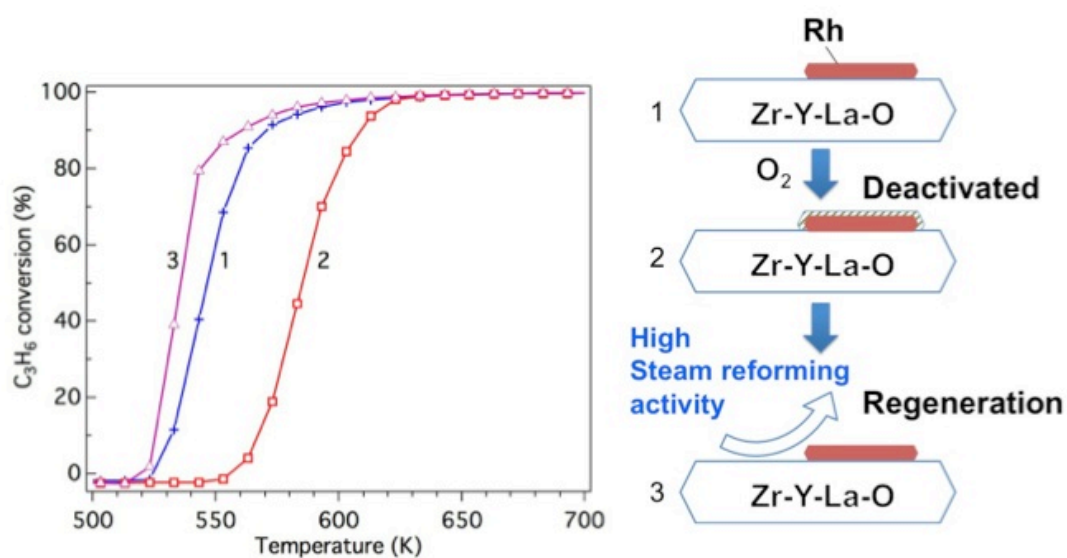 100
80
60
40
20
0
C₃H₆ conversion (%)
3
1
2
500
550
600
650
700
Temperature (K)
Rh
1
Zr-Y-La-O
O₂
Deactivated
2
Zr-Y-La-O
High
Steam reforming
activity
Regeneration
3
Zr-Y-La-O